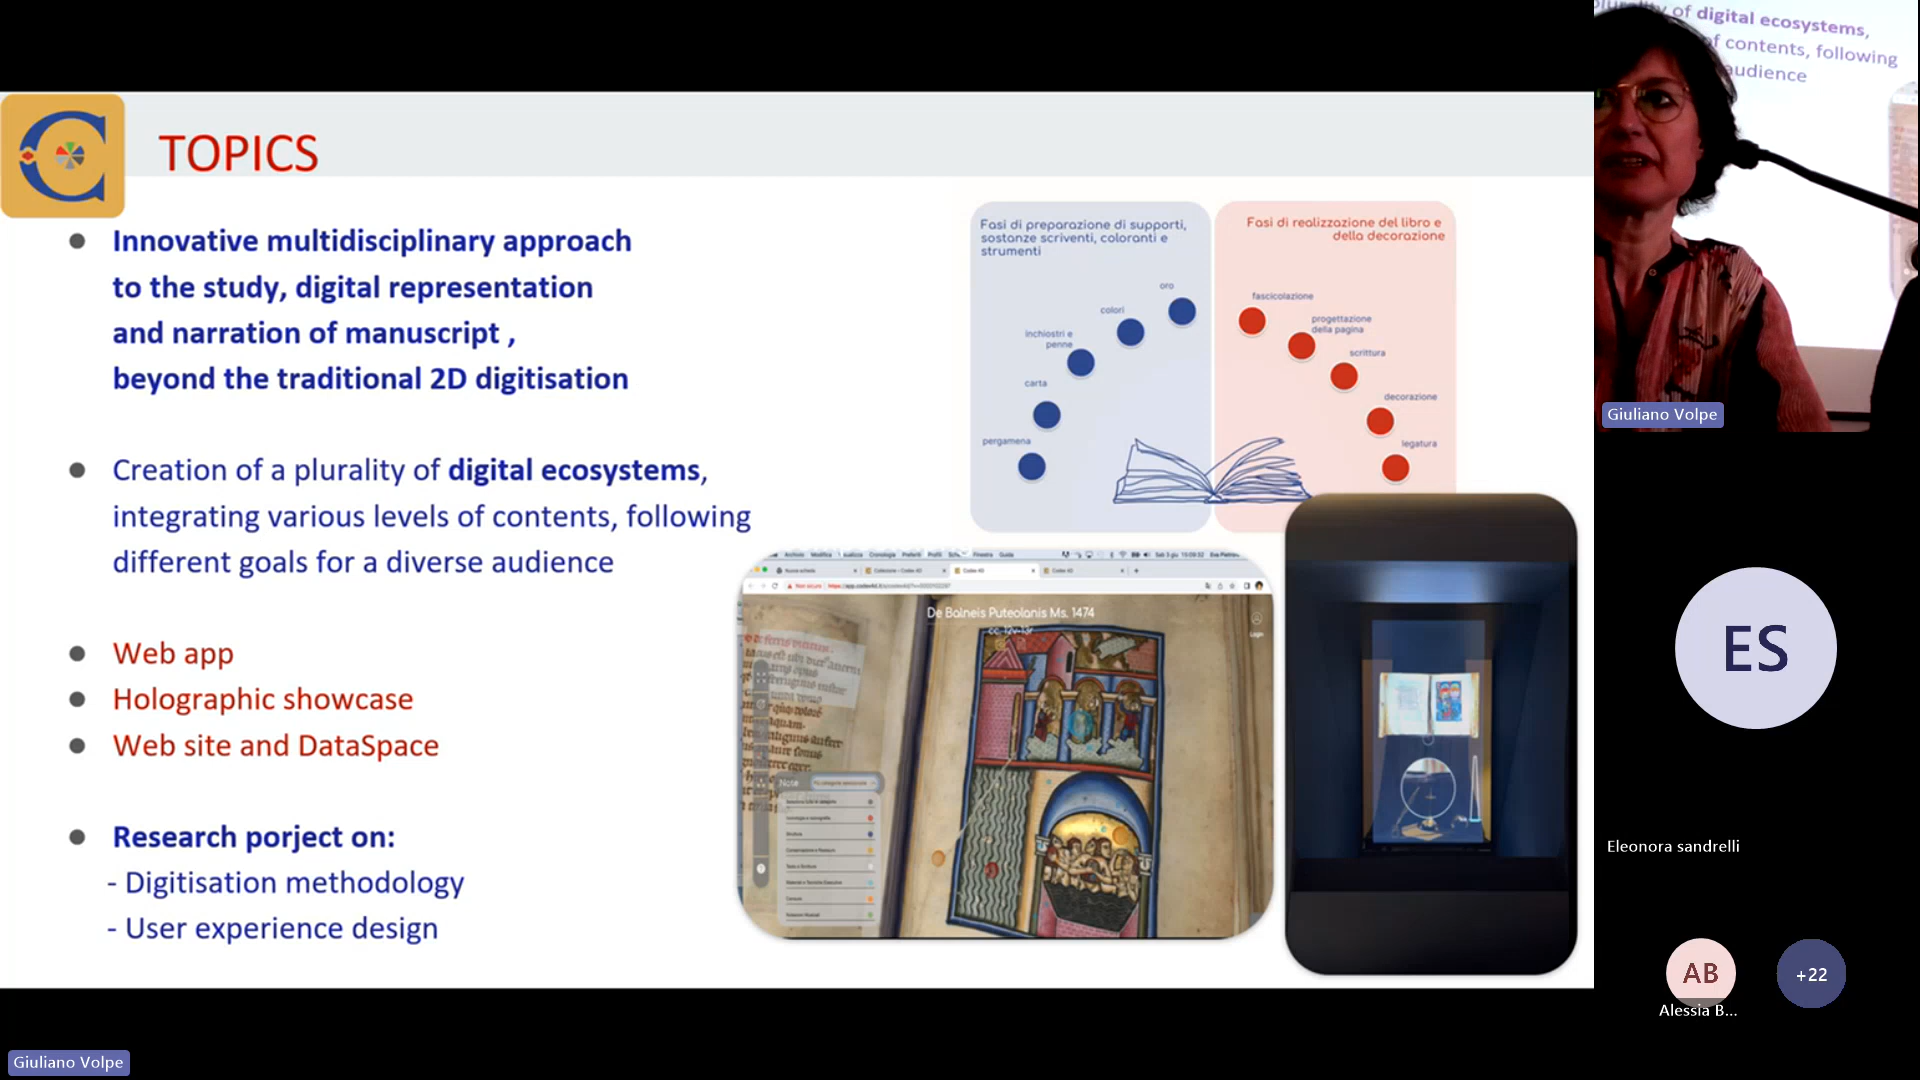 TOPICS
Innovative multidisciplinary approach
to the study, digital representation
and narration of manuscript ,
beyond the traditional 2D digitisation
Creation of a plurality of digital ecosystems,
integrating various levels of contents, following
different goals for a diverse audience
Web app
Holographic showcase
Web site and DataSpace
Research porject on:
- Digitisation methodology
- User experience design
Fasi di preparazione di supporti,
sostanze scriventi, coloranti e
strumenti
oro
colori
inchiostri e
penne
carta
pergamena
Fasi di realizzazione del libro e
della decorazione
fascicolazione
progettazione
della pagina
scrittura
decorazione
legatura
De Balneis Puteolanis Ms. 1474
cc. 12v-13r
Login
Note
of digital ecosystems,
of contents, following
audience
Giuliano Volpe
ES
Eleonora sandrelli
AB
Alessia B...
+22
Giuliano Volpe